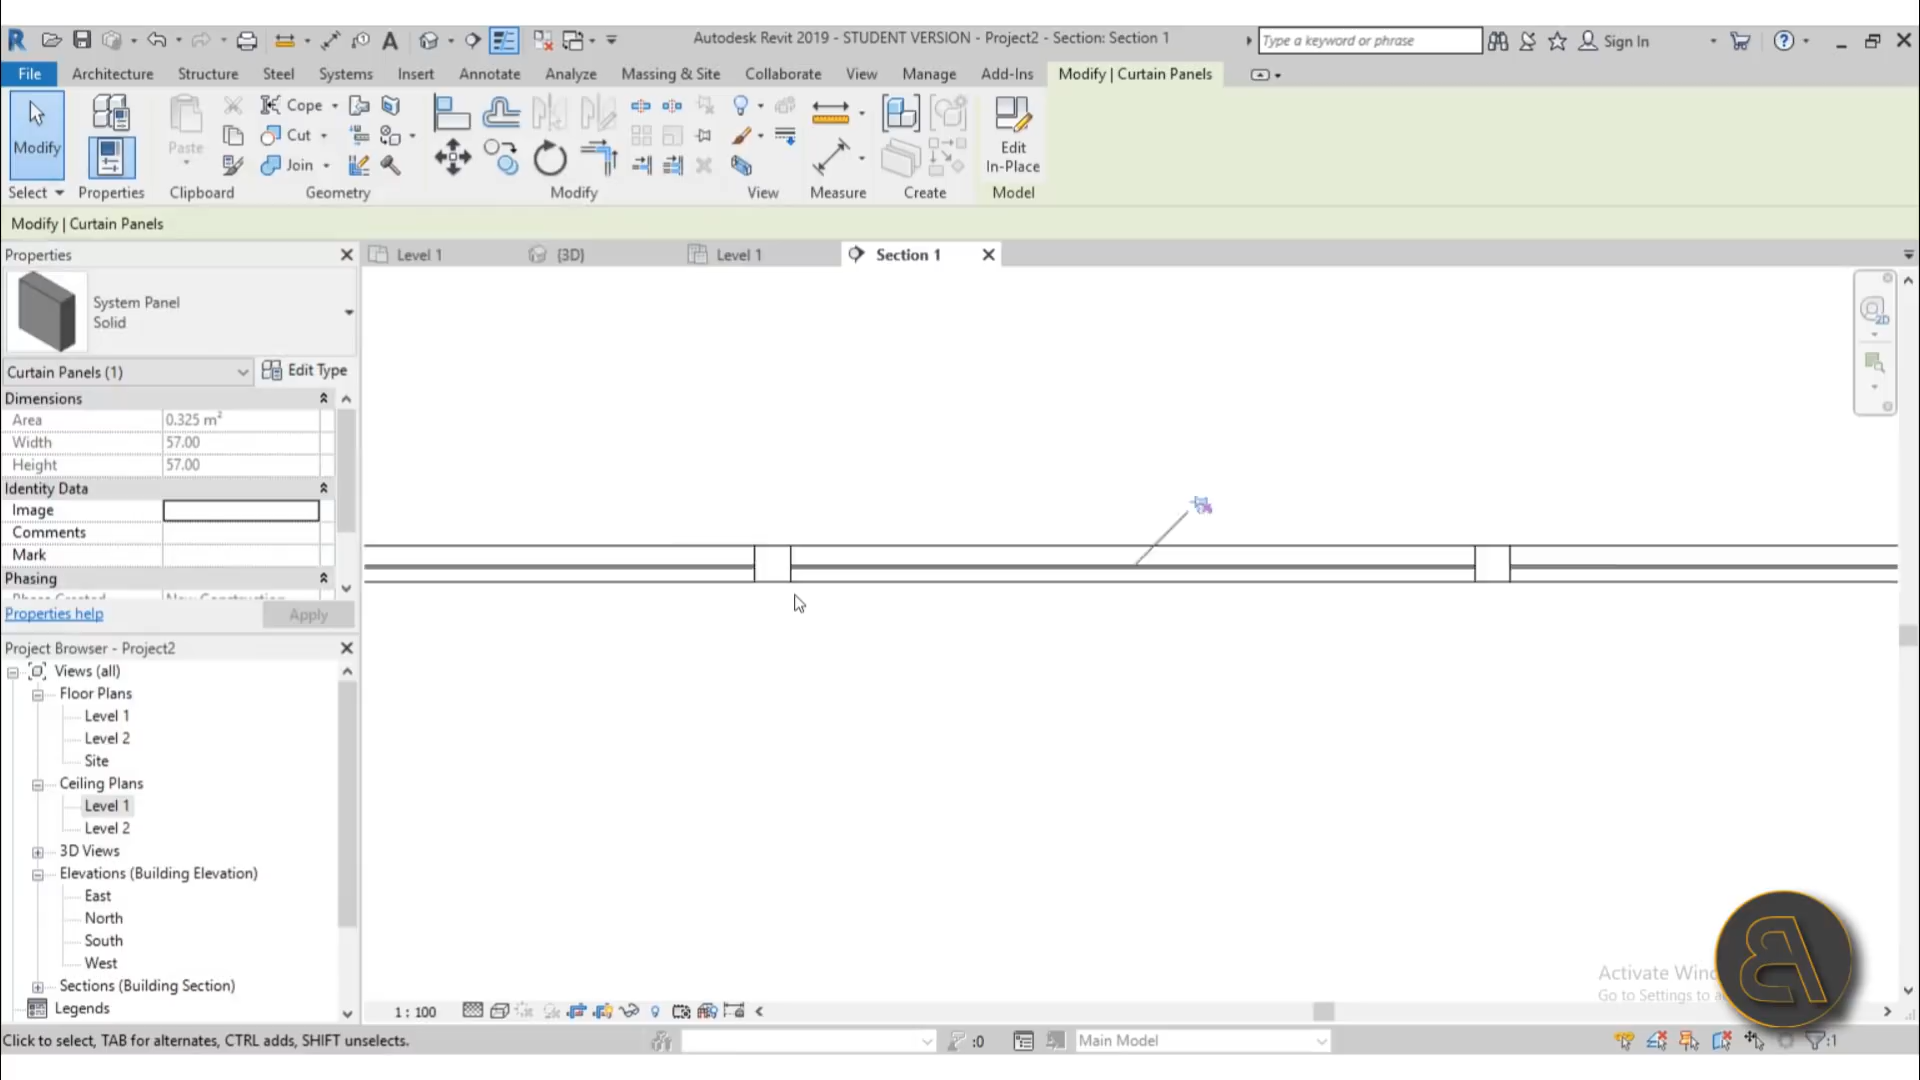 Autodesk Revit 2019 - STUDENT VERSION - Project2 - Section: Section 1
Type a keyword or phrase
Sign In
File Architecture Structure Steel Systems Insert Annotate Analyze Massing & Site Collaborate View Manage Add-Ins Modify | Curtain Panels
Modify
Paste
Cope
Cut
Join
Edit
In-Place
Select Properties Clipboard Geometry Modify View Measure Create Model
Modify | Curtain Panels
Properties
Level 1 {3D} Level 1 Section 1
System Panel
Solid
2D
Curtain Panels (1) Edit Type
Dimensions
Area 0.325 m²
Width 57.00
Height 57.00
Identity Data
Image
Comments
Mark
Phasing
Phase Created New Construction
Properties help Apply
Project Browser - Project2
Views (all)
Floor Plans
Level 1
Level 2
Site
Ceiling Plans
Level 1
Level 2
3D Views
Elevations (Building Elevation)
East
North
South
West
Sections (Building Section)
Legends
Activate Wind
Go to Settings to a
1 : 100
Click to select, TAB for alternates, CTRL adds, SHIFT unselects.
:0
Main Model
:1